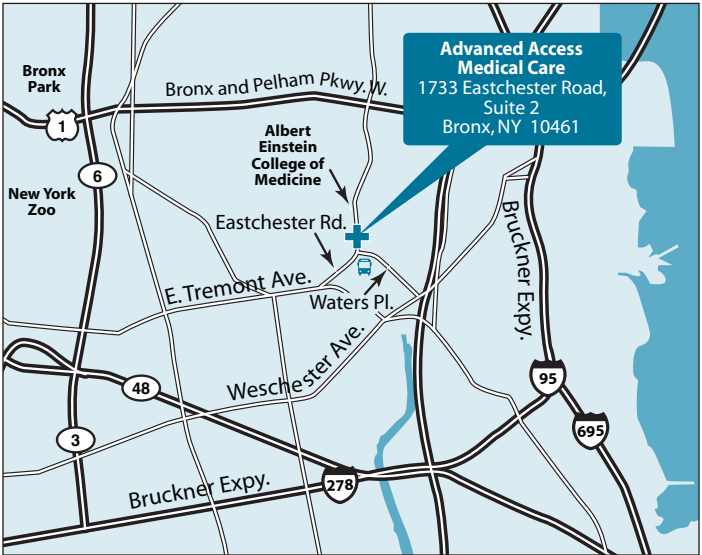 Advanced Access
Medical Care
1733 Eastchester Road,
Suite 2
Bronx, NY 10461
Bronx
Park
Bronx and Pelham Pkwy. W.
1
Albert
Einstein
College of
Medicine
6
New York
Zoo
Eastchester Rd.
Bruckner Expy.
E. Tremont Ave.
Waters Pl.
Weschester Ave.
48
95
695
3
278
Bruckner Expy.